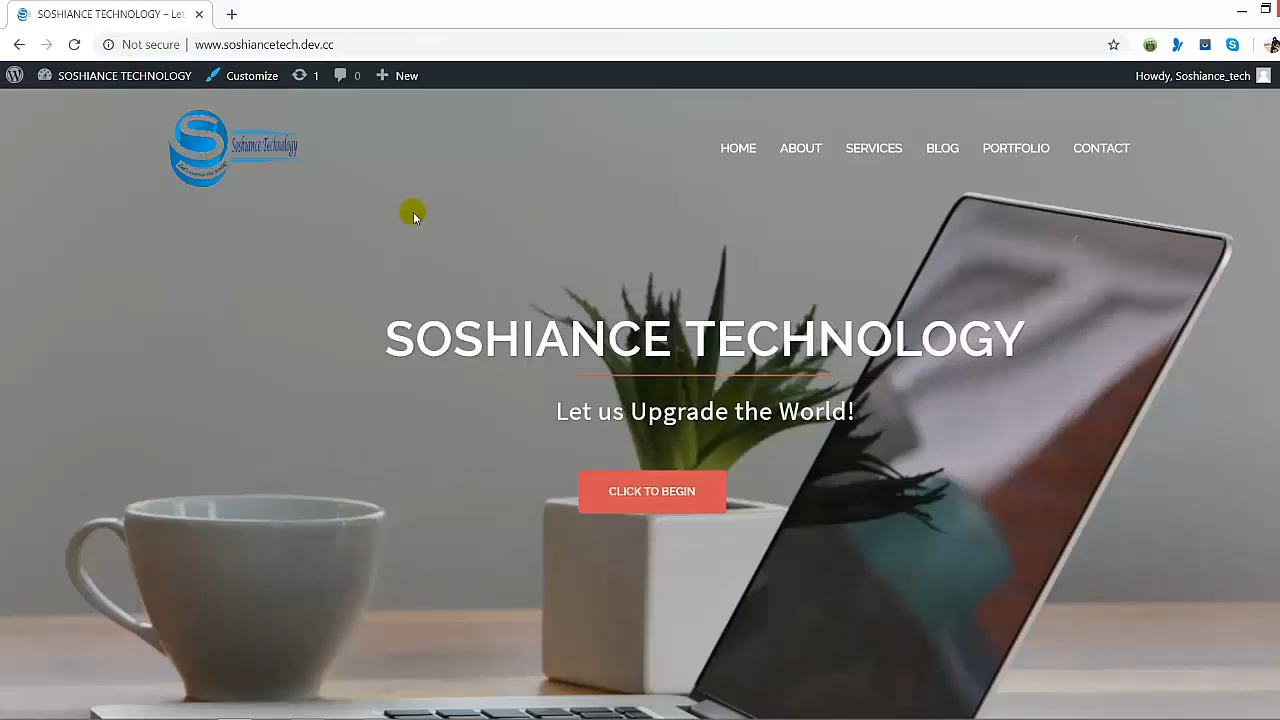 SOSHIANCE TECHNOLOGY – Let
Not secure
www.soshiancetech.dev.cc
SOSHIANCE TECHNOLOGY
Customize
1
0
New
Howdy, Soshiance_tech
S
Soshiance Technology
HOME
ABOUT
SERVICES
BLOG
PORTFOLIO
CONTACT
SOSHIANCE TECHNOLOGY
Let us Upgrade the World!
CLICK TO BEGIN